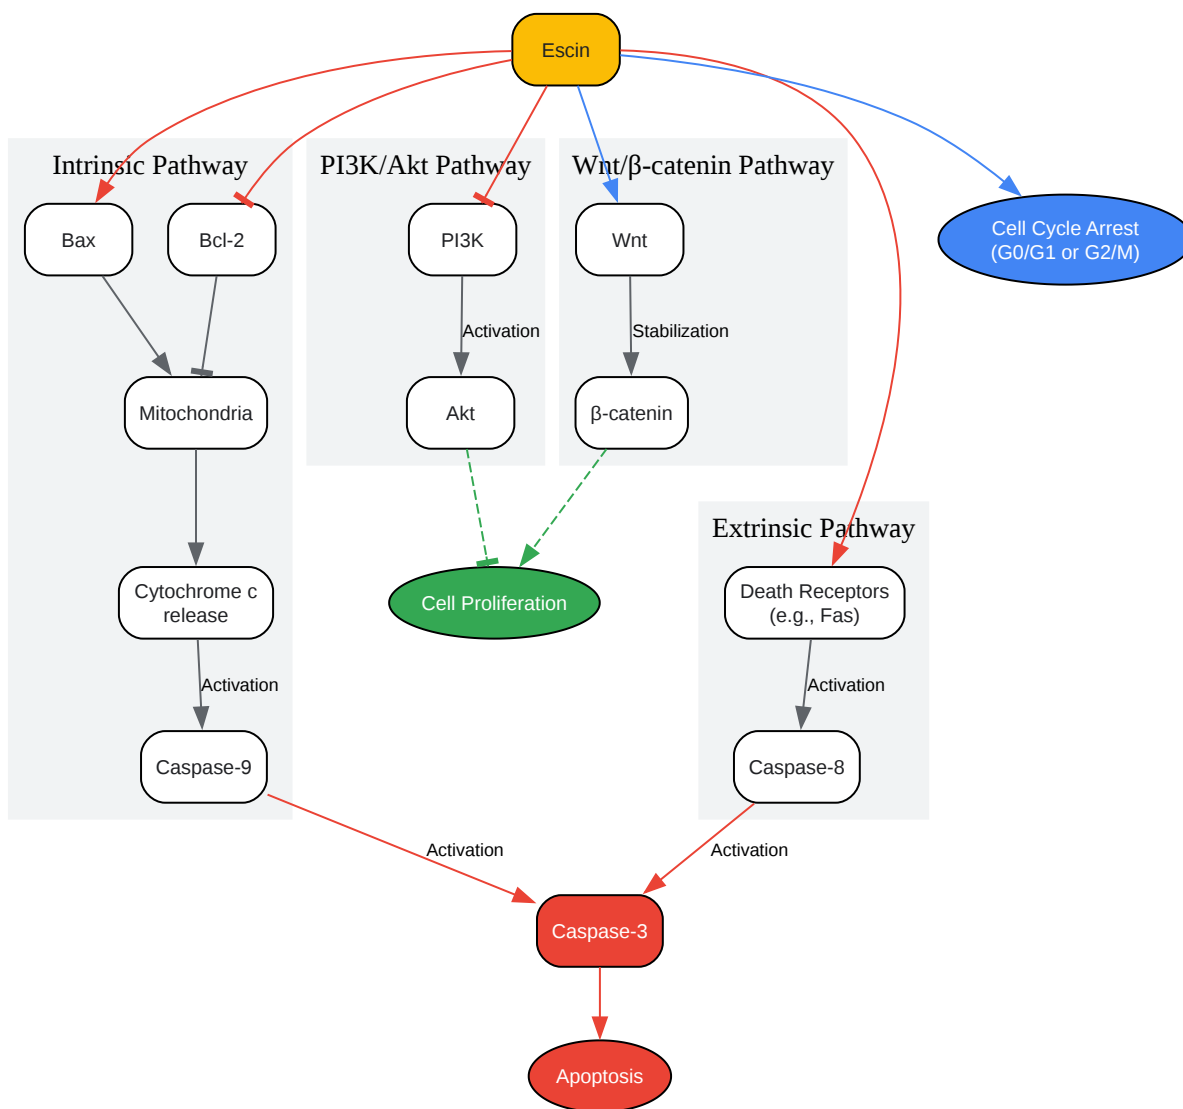 Escin
Intrinsic Pathway
PI3K/Akt Pathway
Wnt/β-catenin Pathway
Bax
Bcl-2
PI3K
Wnt
Cell Cycle Arrest
(G0/G1 or G2/M)
Activation
Stabilization
Mitochondria
Akt
β-catenin
Extrinsic Pathway
Cytochrome c
release
Cell Proliferation
Death Receptors
(e.g., Fas)
Activation
Activation
Caspase-9
Caspase-8
Activation
Activation
Caspase-3
Apoptosis